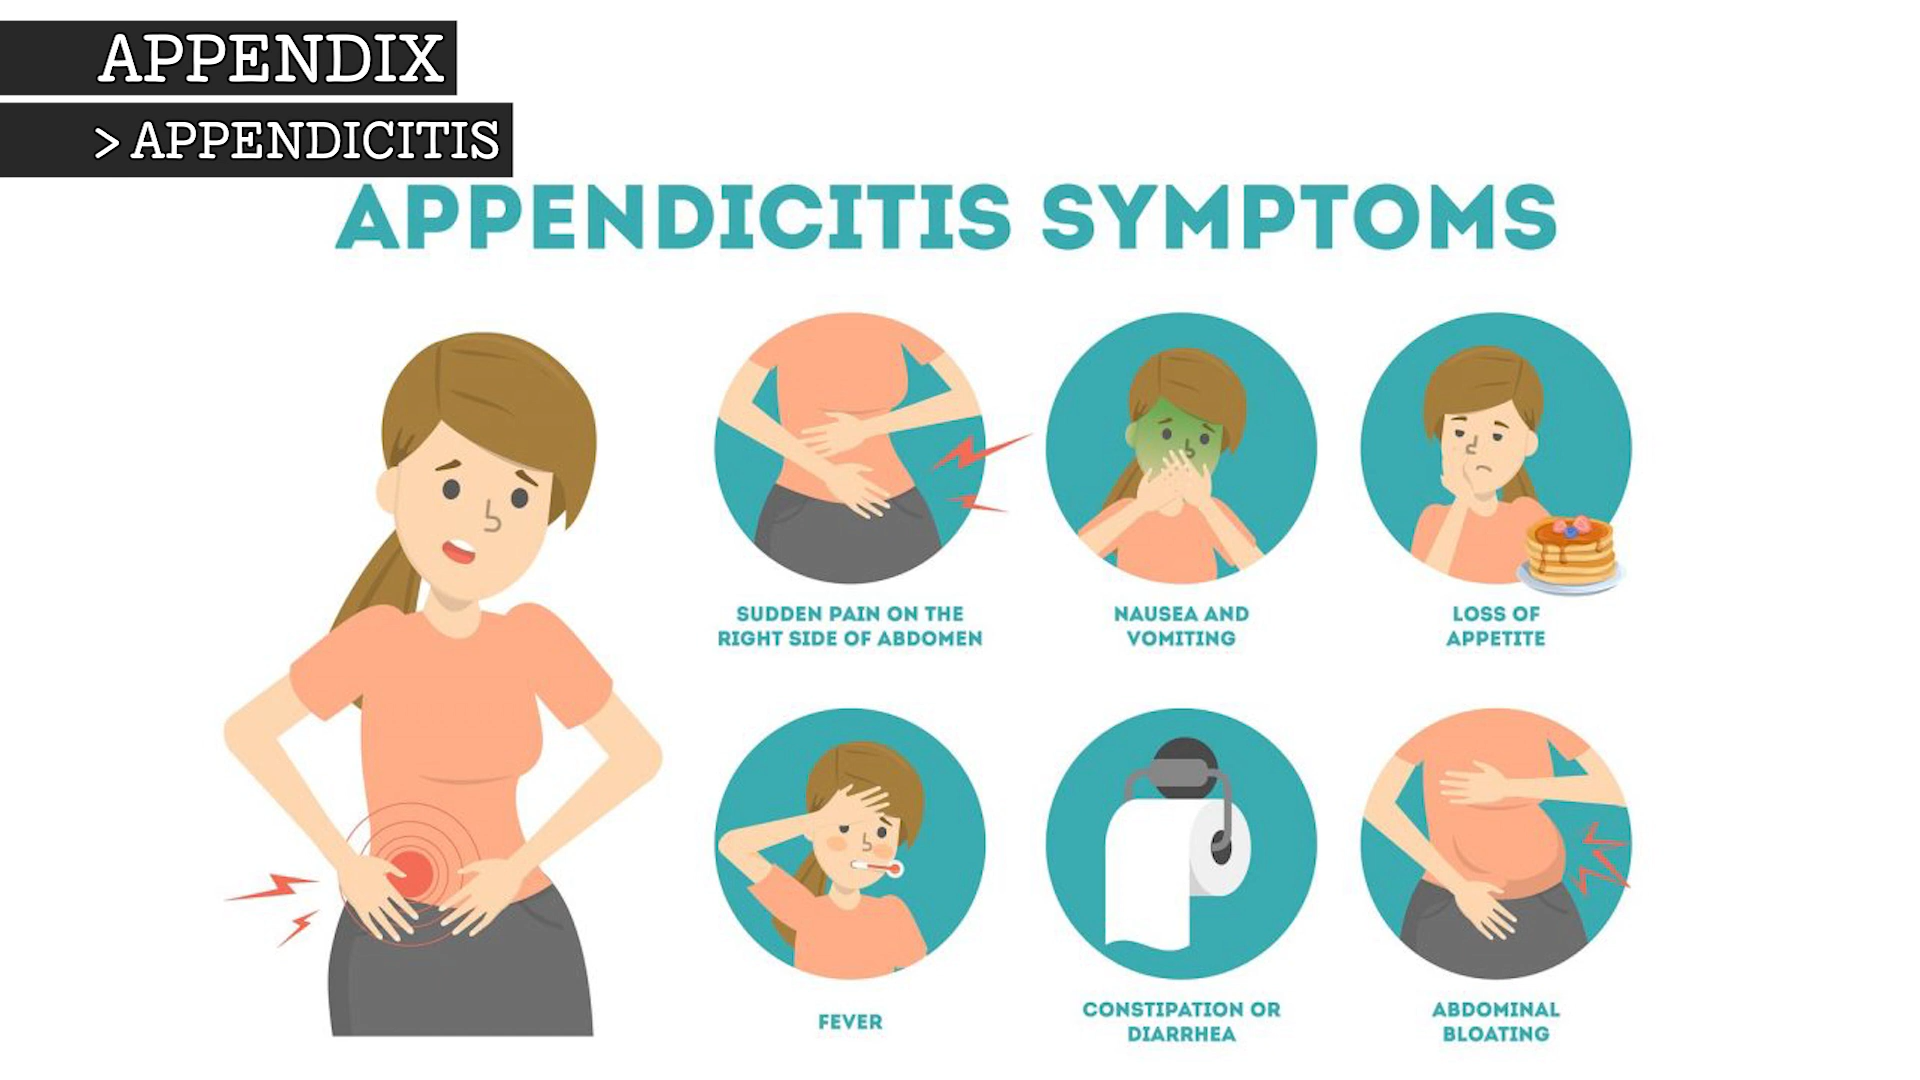 APPENDIX
> APPENDICITIS
APPENDICITIS SYMPTOMS
SUDDEN PAIN ON THE
RIGHT SIDE OF ABDOMEN
NAUSEA AND
VOMITING
LOSS OF
APPETITE
FEVER
CONSTIPATION OR
DIARRHEA
ABDOMINAL
BLOATING